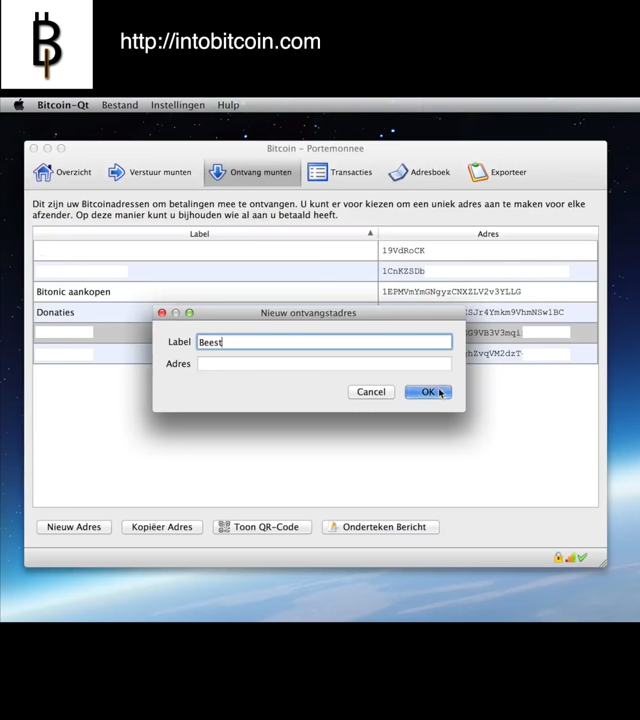 http://intobitcoin.com
Bitcoin-Qt Bestand Instellingen Hulp
Bitcoin - Portemonnee
Overzicht Verstuur munten Ontvang munten Transacties Adresboek Exporteer
Dit zijn uw Bitcoinadressen om betalingen mee te ontvangen. U kunt er voor kiezen om een uniek adres aan te maken voor elke
afzender. Op deze manier kunt u bijhouden wie al aan u betaald heeft.
Label Adres
19VdRoCK
1CnKZSDb
Bitonic aankopen 1EPMVmYmGNgyzCNXZLV2v3YLLG
Donaties SJr4Ykmn9VhmNSw1BC
Nieuw ontvangstadres
G9VB3V3mqi
Label Beest
ghZvqVM2dzT
Adres
Cancel OK
Nieuw Adres Kopiëer Adres Toon QR-Code Onderteken Bericht